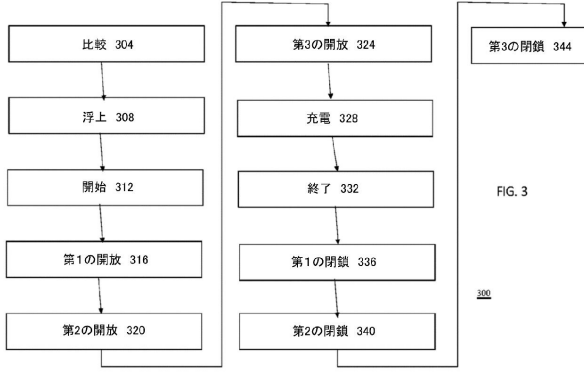 比較 304
浮上 308
開始 312
第1の開放 316
第2の開放 320
第3の開放 324
充電 328
終了 332
第1の閉鎖 336
第2の閉鎖 340
第3の閉鎖 344
FIG. 3
300